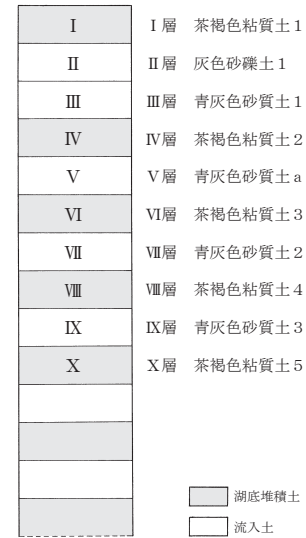 I I層 茶褐色粘質土1
II II層 灰色砂礫土1
III III層 青灰色砂質土1
IV IV層 茶褐色粘質土2
V V層 青灰色砂質土a
VI VI層 茶褐色粘質土3
VII VII層 青灰色砂質土2
VIII VIII層 茶褐色粘質土4
IX IX層 青灰色砂質土3
X X層 茶褐色粘質土5
湖底堆積土
流入土